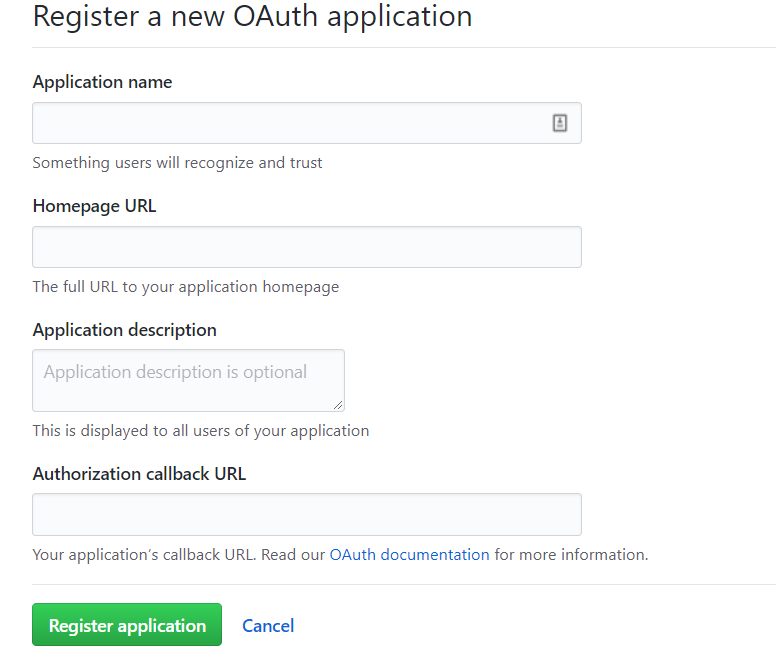 Register a new OAuth application
Application name
Something users will recognize and trust
Homepage URL
The full URL to your application homepage
Application description
Application description is optional
This is displayed to all users of your application
Authorization callback URL
Your application’s callback URL. Read our OAuth documentation for more information.
Register application Cancel